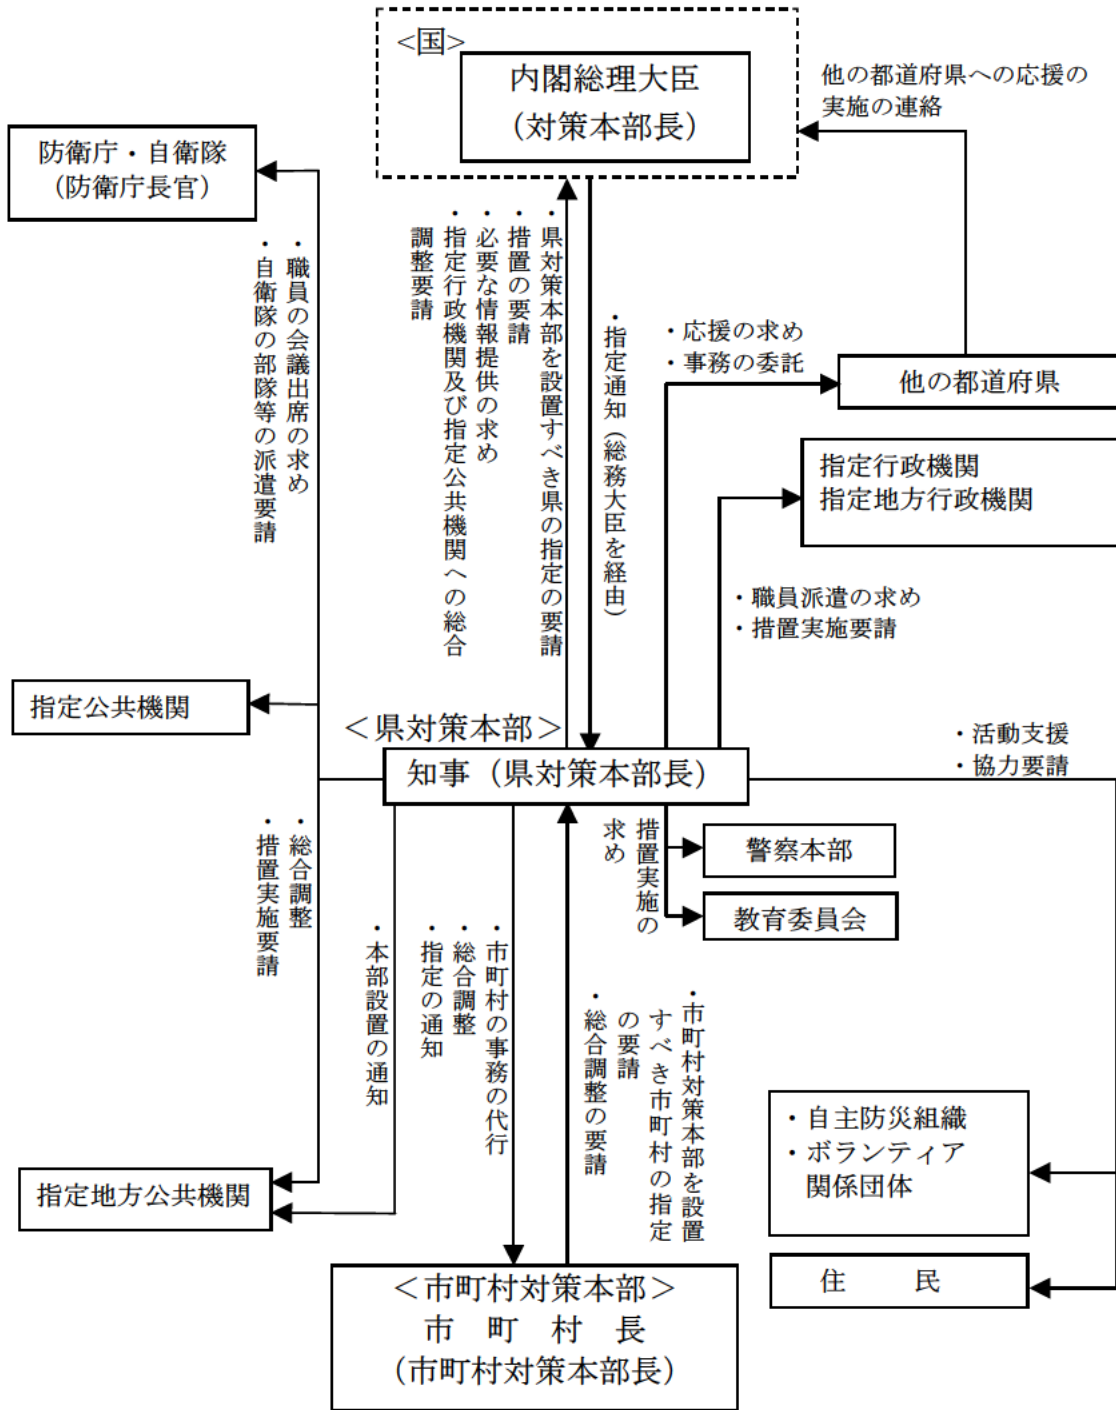 <国>
内閣総理大臣
（対策本部長）
他の都道府県への応援の
実施の連絡
防衛庁・自衛隊
（防衛庁長官）
・職員の会議出席の求め
・自衛隊の部隊等の派遣要請
・県対策本部を設置すべき県の指定の要請
・措置の要請
・必要な情報提供の求め
・指定行政機関及び指定公共機関への総合
調整要請
・指定通知（総務大臣を経由）
・応援の求め
・事務の委託
他の都道府県
指定行政機関
指定地方行政機関
・職員派遣の求め
・措置実施要請
指定公共機関
＜県対策本部＞
知事（県対策本部長）
・活動支援
・協力要請
措置実施の
求め
警察本部
教育委員会
・総合調整
・措置実施要請
・本部設置の通知
・市町村の事務の代行
・総合調整
・指定の通知
・市町村対策本部を設置
すべき市町村の指定
の要請
・総合調整の要請
・自主防災組織
・ボランティア
関係団体
指定地方公共機関
住　　民
＜市町村対策本部＞
市　町　村　長
（市町村対策本部長）